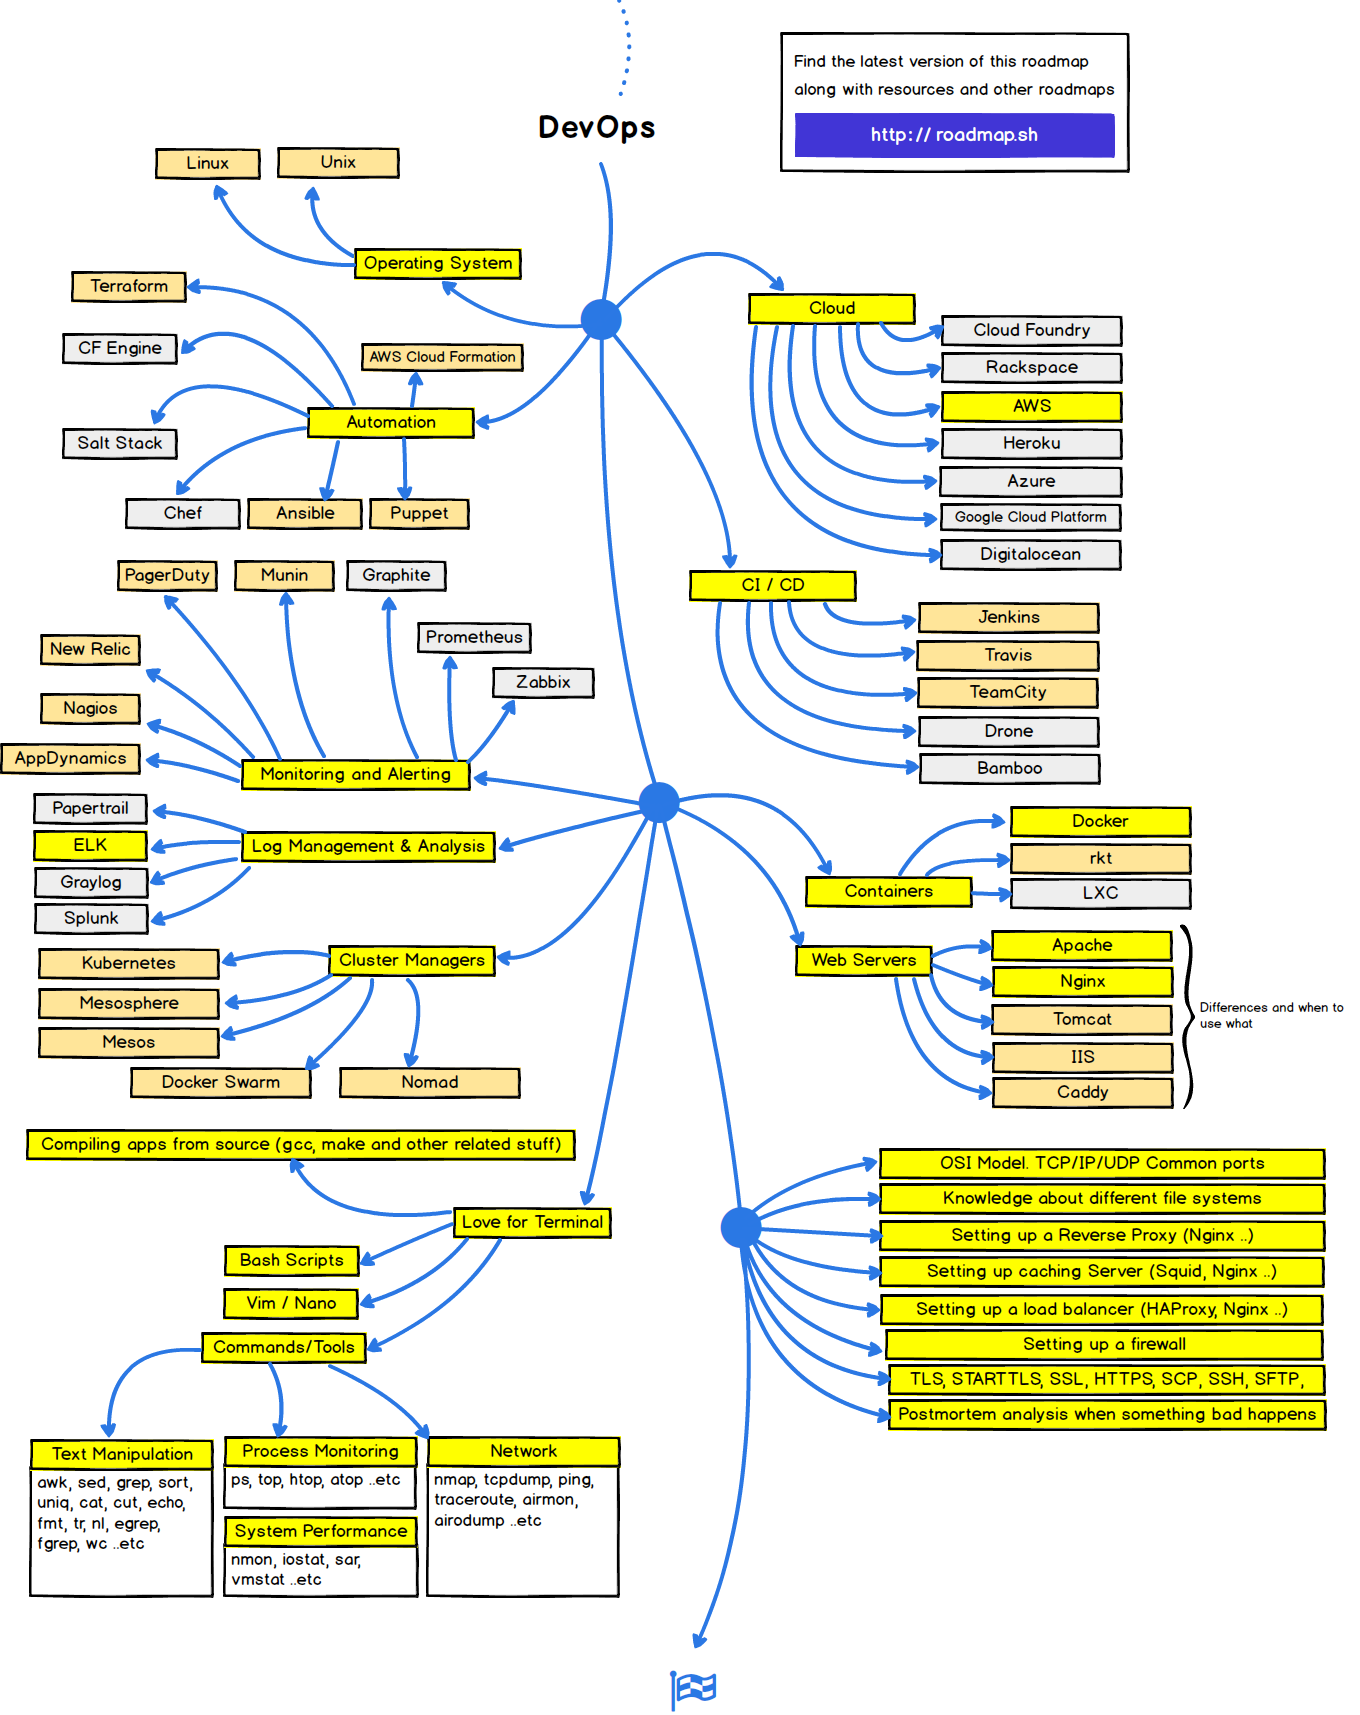 Find the latest version of this roadmap
along with resources and other roadmaps
http:// roadmap.sh
DevOps
Linux
Unix
Operating System
Terraform
CF Engine
AWS Cloud Formation
Automation
Salt Stack
Chef
Ansible
Puppet
Cloud
Cloud Foundry
Rackspace
AWS
Heroku
Azure
Google Cloud Platform
Digitalocean
CI / CD
Jenkins
Travis
TeamCity
Drone
Bamboo
PagerDuty
Munin
Graphite
Prometheus
Zabbix
New Relic
Nagios
AppDynamics
Monitoring and Alerting
Papertrail
ELK
Graylog
Splunk
Log Management & Analysis
Containers
Docker
rkt
LXC
Web Servers
Apache
Nginx
Tomcat
IIS
Caddy
Differences and when to
use what
Cluster Managers
Kubernetes
Mesosphere
Mesos
Docker Swarm
Nomad
Compiling apps from source (gcc, make and other related stuff)
Love for Terminal
Bash Scripts
Vim / Nano
Commands/Tools
OSI Model. TCP/IP/UDP Common ports
Knowledge about different file systems
Setting up a Reverse Proxy (Nginx ..)
Setting up caching Server (Squid, Nginx ..)
Setting up a load balancer (HAProxy, Nginx ..)
Setting up a firewall
TLS, STARTTLS, SSL, HTTPS, SCP, SSH, SFTP,
Postmortem analysis when something bad happens
Text Manipulation
awk, sed, grep, sort,
uniq, cat, cut, echo,
fmt, tr, nl, egrep,
fgrep, wc ..etc
Process Monitoring
ps, top, htop, atop ..etc
System Performance
nmon, iostat, sar,
vmstat ..etc
Network
nmap, tcpdump, ping,
traceroute, airmon,
airodump ..etc